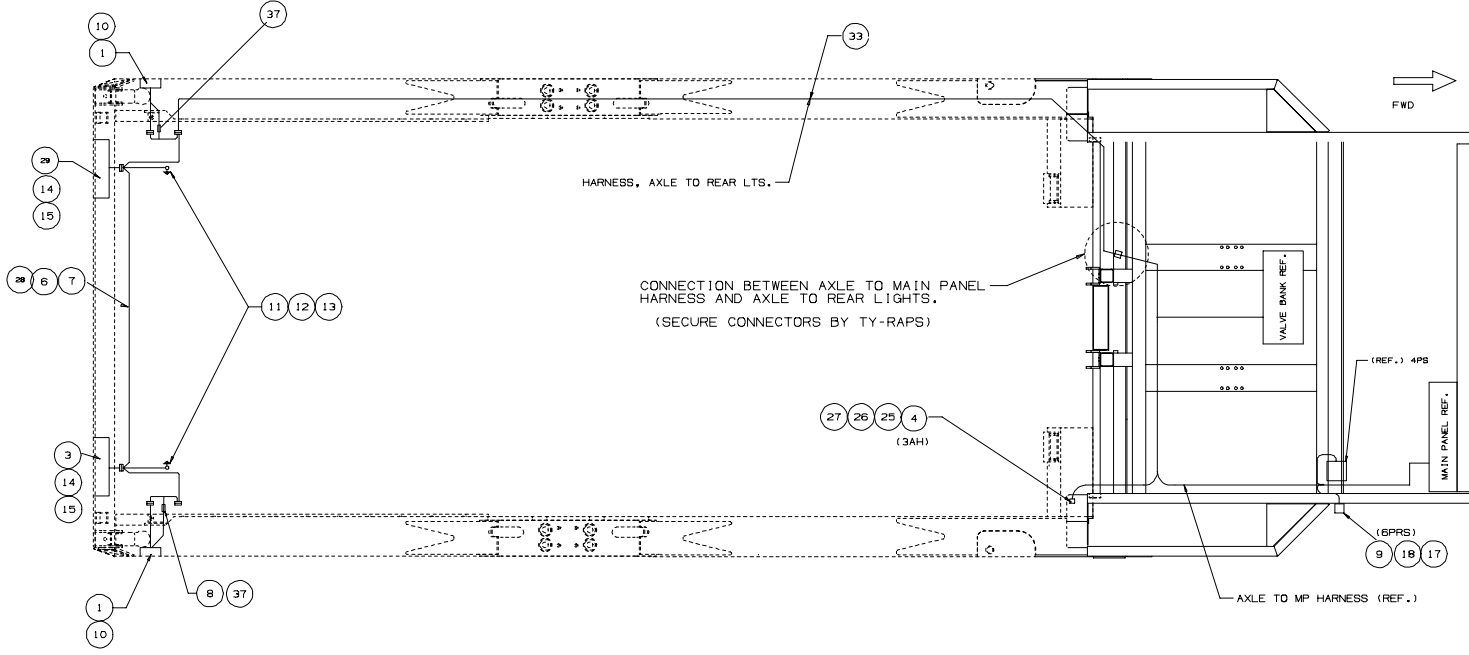 10
37
1
33
FWD
29
14
15
HARNESS, AXLE TO REAR LTS.
28 6 7
11 12 13
CONNECTION BETWEEN AXLE TO MAIN PANEL
HARNESS AND AXLE TO REAR LIGHTS.
(SECURE CONNECTORS BY TY-RAPS)
VALVE BANK REF.
(REF.) 4PS
27 26 25 4
(3AH)
MAIN PANEL REF.
3
14
15
(6PRS)
9 18 17
8 37
AXLE TO MP HARNESS (REF.)
1
10